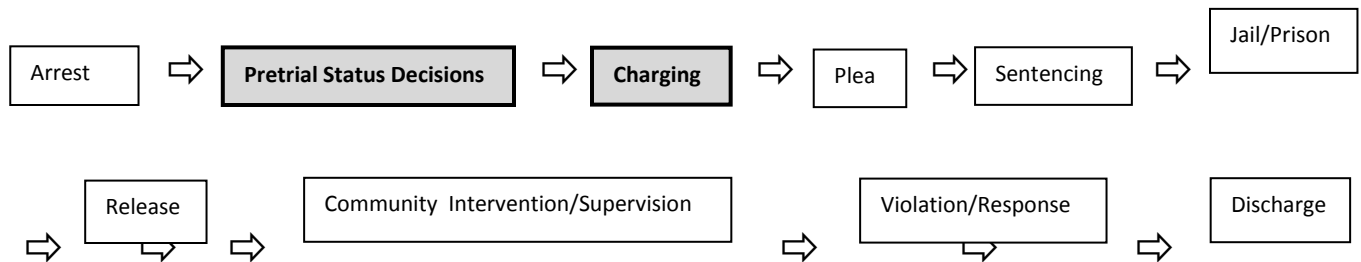 Arrest
Pretrial Status Decisions
Charging
Plea
Sentencing
Jail/Prison
Release
Community Intervention/Supervision
Violation/Response
Discharge